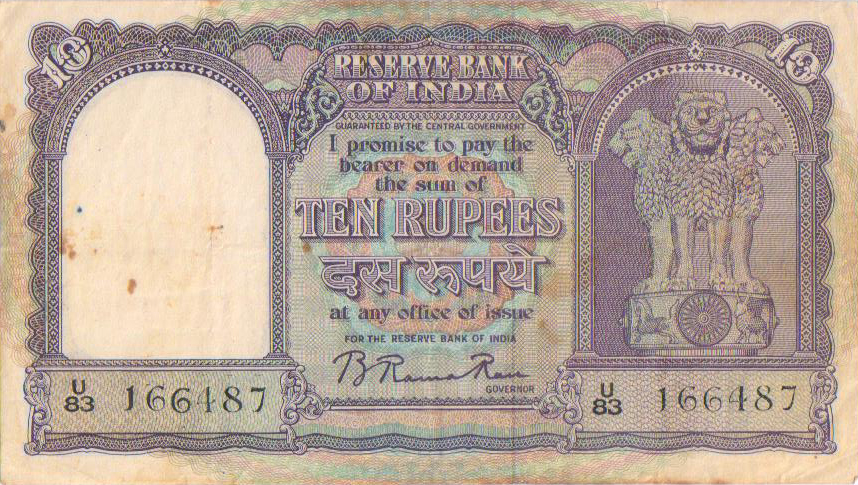 10
10
RESERVE BANK
OF INDIA
GUARANTEED BY THE CENTRAL GOVERNMENT
I promise to pay the
bearer on demand
the sum of
TEN RUPEES
दस रूपये
at any office of issue
FOR THE RESERVE BANK OF INDIA
B Rama Rau
GOVERNOR
U/83 166487
U/83 166487